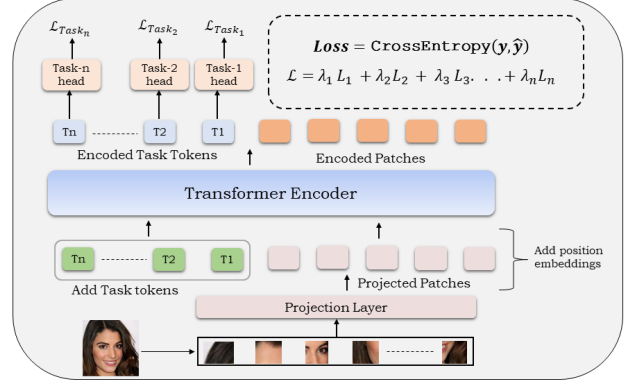 ℒ_{Task_n} ℒ_{Task_2} ℒ_{Task_1}
Loss = CrossEntropy(y, ŷ)
ℒ = λ₁ L₁ + λ₂L₂ + λ₃ L₃. . . + λₙLₙ
Task-n head
Task-2 head
Task-1 head
Tn T2 T1
Encoded Task Tokens
Encoded Patches
Transformer Encoder
Tn T2 T1
Add Task tokens
Projected Patches
Add position
embeddings
Projection Layer